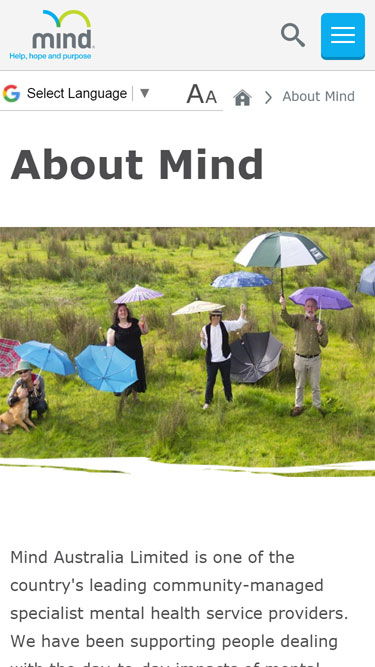 mind
Help, hope and purpose
Select Language ▼
AA
About Mind
About Mind
Mind Australia Limited is one of the
country's leading community-managed
specialist mental health service providers.
We have been supporting people dealing
with the day-to-day impacts of mental